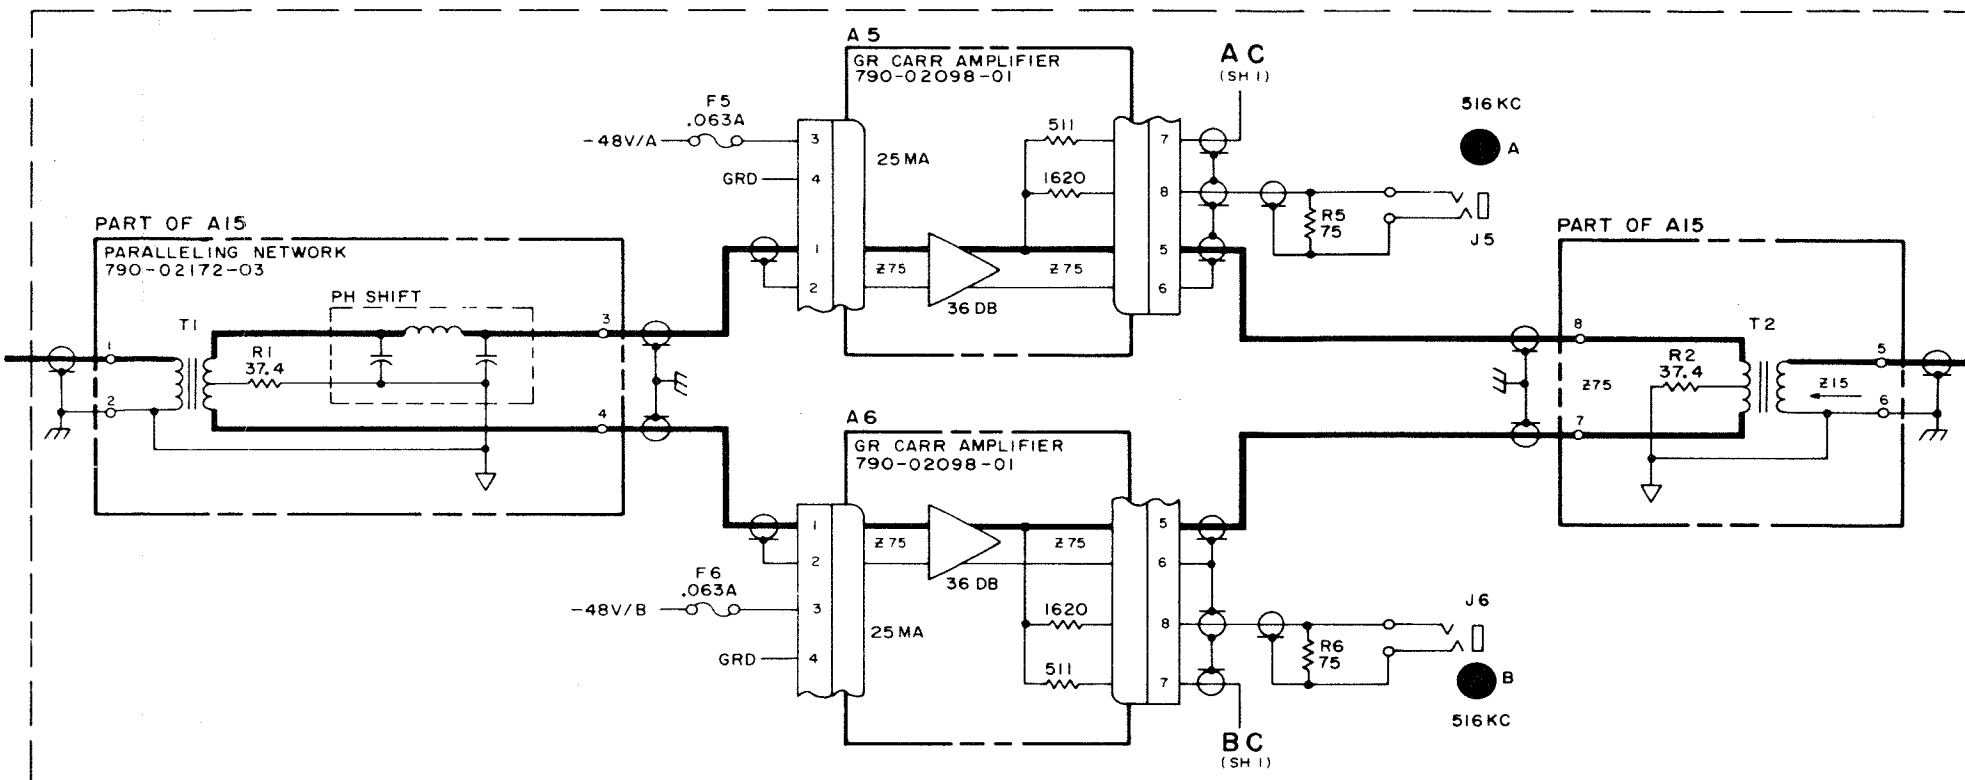 PART OF A15
PARALLELING NETWORK
790-02172-03
PH SHIFT
T1
R1
37.4
1
2
3
4
A5
GR CARR AMPLIFIER
790-02098-01
F5
.063A
-48V/A
GRD
3
4
1
2
25MA
Z75
36 DB
Z75
511
1620
7
8
5
6
AC
(SH 1)
516KC
A
R5
75
J5
A6
GR CARR AMPLIFIER
790-02098-01
F6
.063A
-48V/B
GRD
1
2
3
4
25MA
Z75
36 DB
Z75
1620
511
5
6
8
7
BC
(SH 1)
R6
75
J6
B
516KC
PART OF A15
8
7
Z75
R2
37.4
T2
Z15
5
6